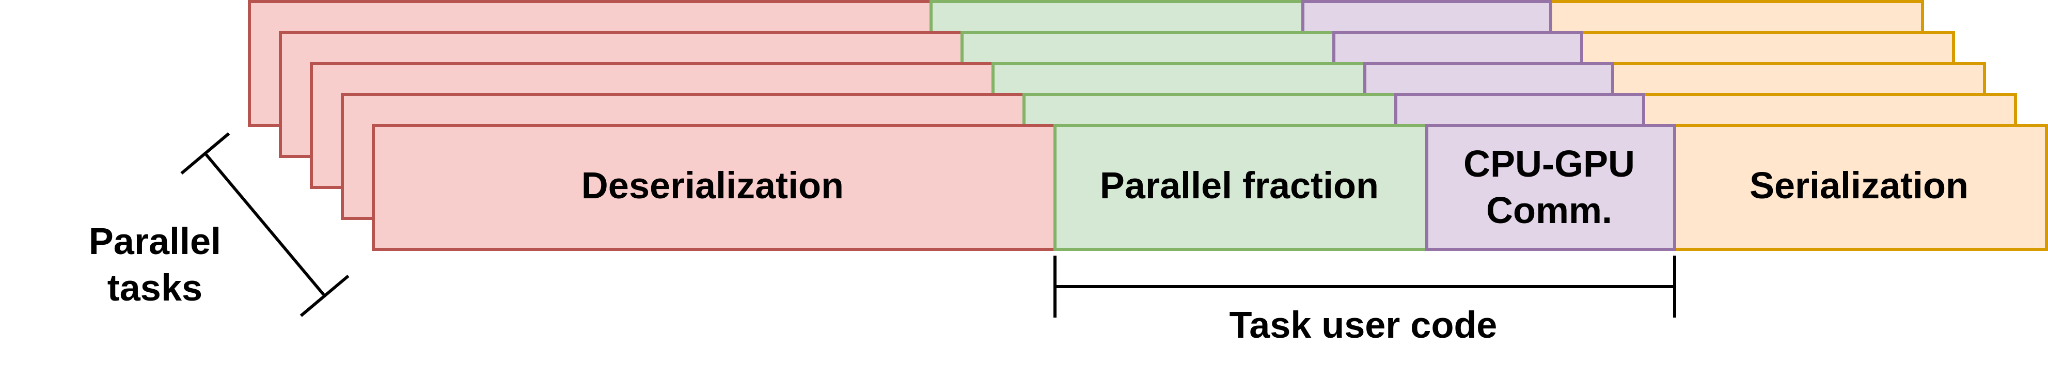 Deserialization
Parallel fraction
CPU-GPU
Comm.
Serialization
Parallel
tasks
Task user code